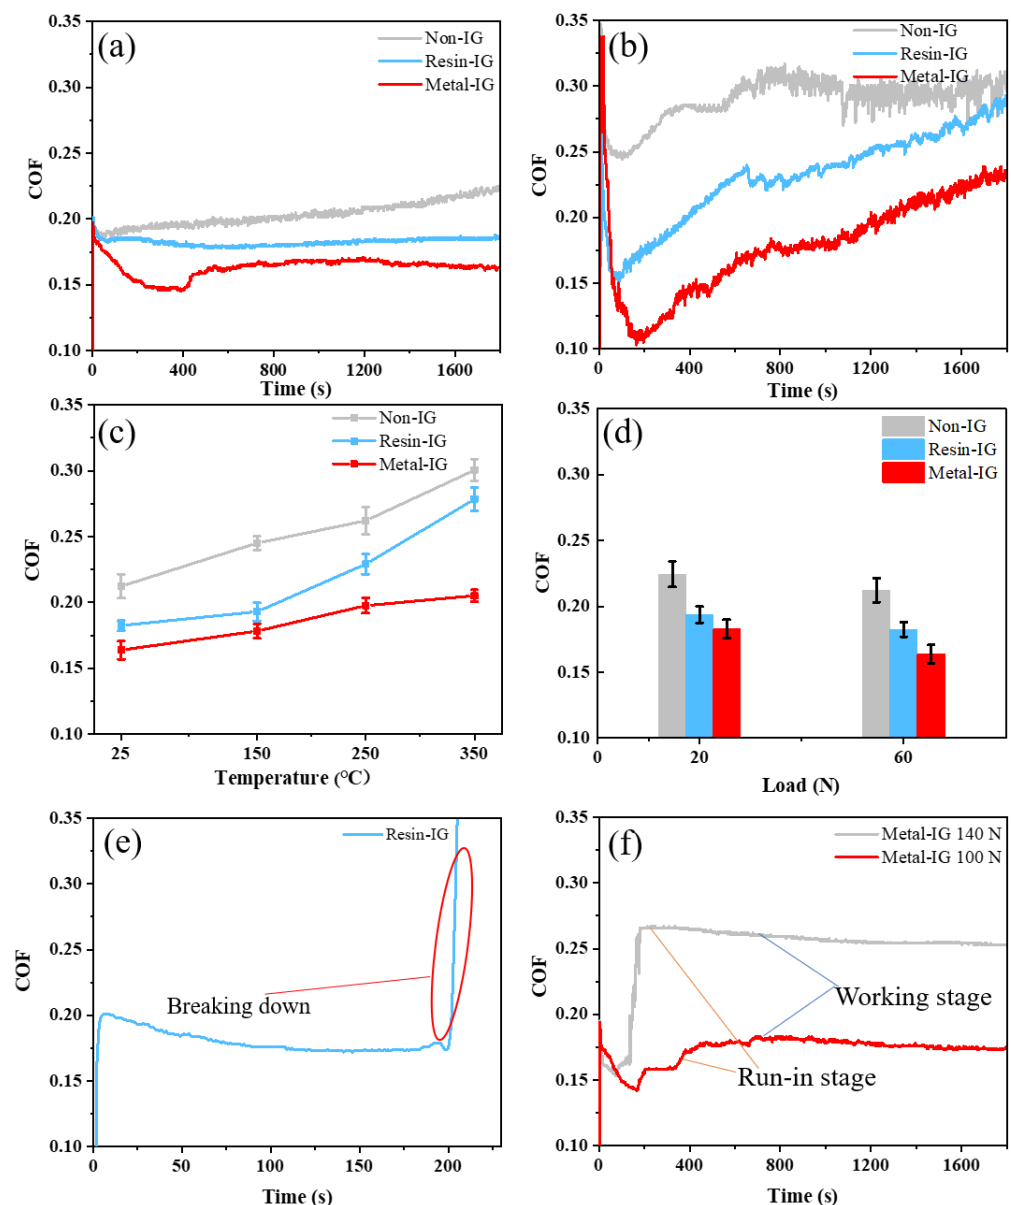 (a)
Non-IG
Resin-IG
Metal-IG
0.35
0.30
0.25
0.20
0.15
0.10
COF
0 400 800 1200 1600
Time (s)
(b)
Non-IG
Resin-IG
Metal-IG
0.35
0.30
0.25
0.20
0.15
0.10
COF
0 200 400 800 1000 1600
Time (s)
(c)
Non-IG
Resin-IG
Metal-IG
0.35
0.30
0.25
0.20
0.15
0.10
COF
25 150 250 350
Temperature (°C)
(d)
Non-IG
Resin-IG
Metal-IG
0.35
0.30
0.25
0.20
0.15
0.10
COF
0 20 60
Load (N)
(e)
Resin-IG
0.35
0.30
0.25
0.20
0.15
0.10
COF
Breaking down
0 50 100 150 200
Time (s)
(f)
Metal-IG 140 N
Metal-IG 100 N
0.35
0.30
0.25
0.20
0.15
0.10
COF
Working stage
Run-in stage
0 400 800 1200 1600
Time (s)